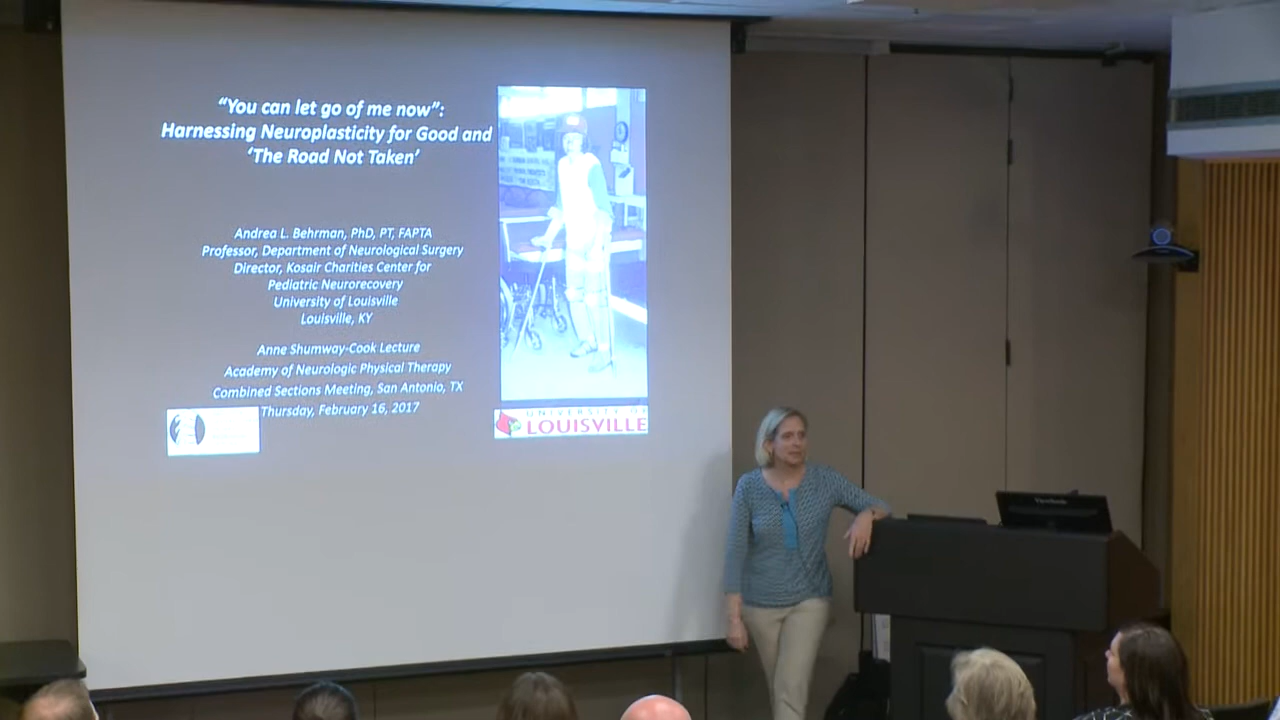 “You can let go of me now”:
Harnessing Neuroplasticity for Good and
‘The Road Not Taken’
Andrea L. Behrman, PhD, PT, FAPTA
Professor, Department of Neurological Surgery
Director, Kosair Charities Center for
Pediatric Neurorecovery
University of Louisville
Louisville, KY
Anne Shumway-Cook Lecture
Academy of Neurologic Physical Therapy
Combined Sections Meeting, San Antonio, TX
Thursday, February 16, 2017
UNIVERSITY OF
LOUISVILLE
ViewSonic